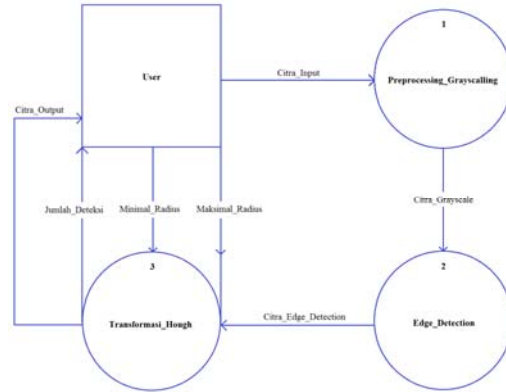 1
User
Citra_Input
Preprocessing_Grayscalling
Citra_Output
Citra_Grayscale
Jumlah_Deteksi
Minimal_Radius
Maksimal_Radius
3
2
Citra_Edge_Detection
Transformasi_Hough
Edge_Detection